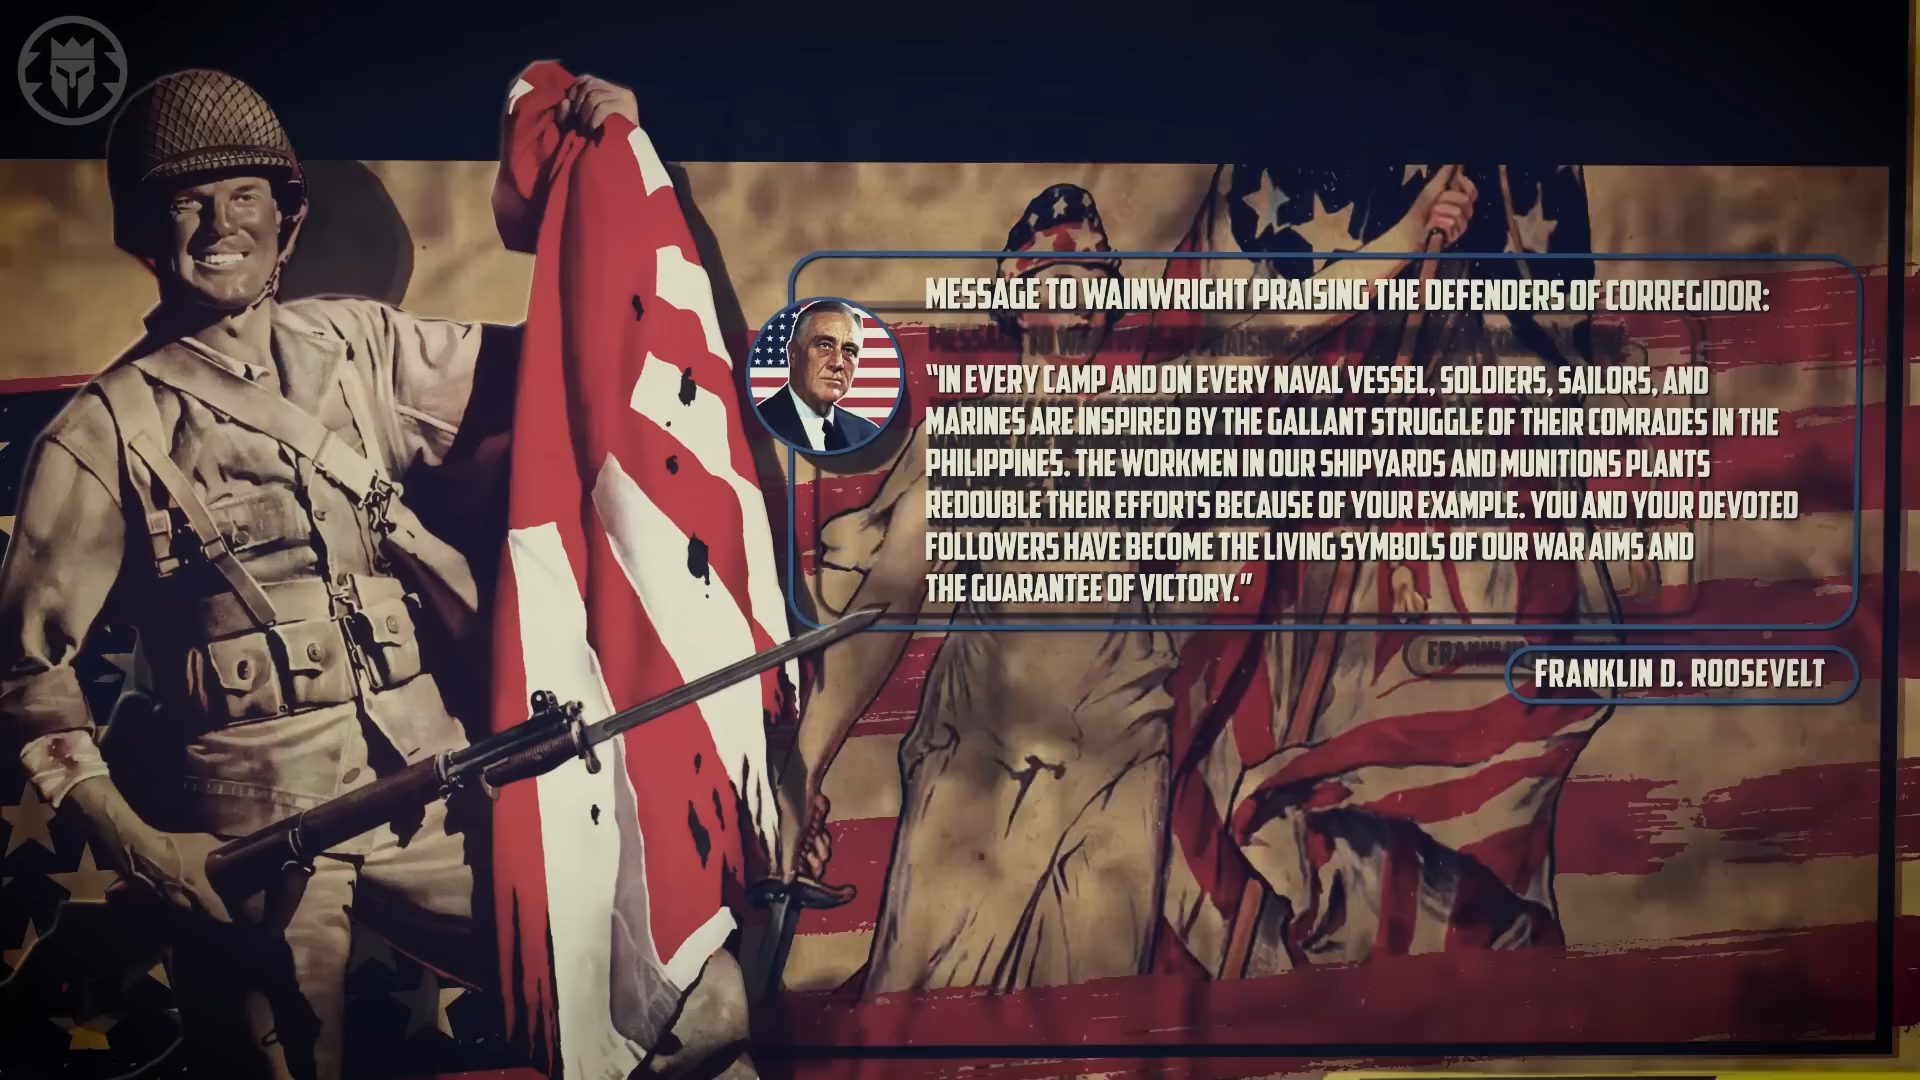 MESSAGE TO WAINWRIGHT PRAISING THE DEFENDERS OF CORREGIDOR:
“IN EVERY CAMP AND ON EVERY NAVAL VESSEL, SOLDIERS, SAILORS, AND
MARINES ARE INSPIRED BY THE GALLANT STRUGGLE OF THEIR COMRADES IN THE
PHILIPPINES. THE WORKMEN IN OUR SHIPYARDS AND MUNITIONS PLANTS
REDOUBLE THEIR EFFORTS BECAUSE OF YOUR EXAMPLE. YOU AND YOUR DEVOTED
FOLLOWERS HAVE BECOME THE LIVING SYMBOLS OF OUR WAR AIMS AND
THE GUARANTEE OF VICTORY.”
FRANKLIN D. ROOSEVELT